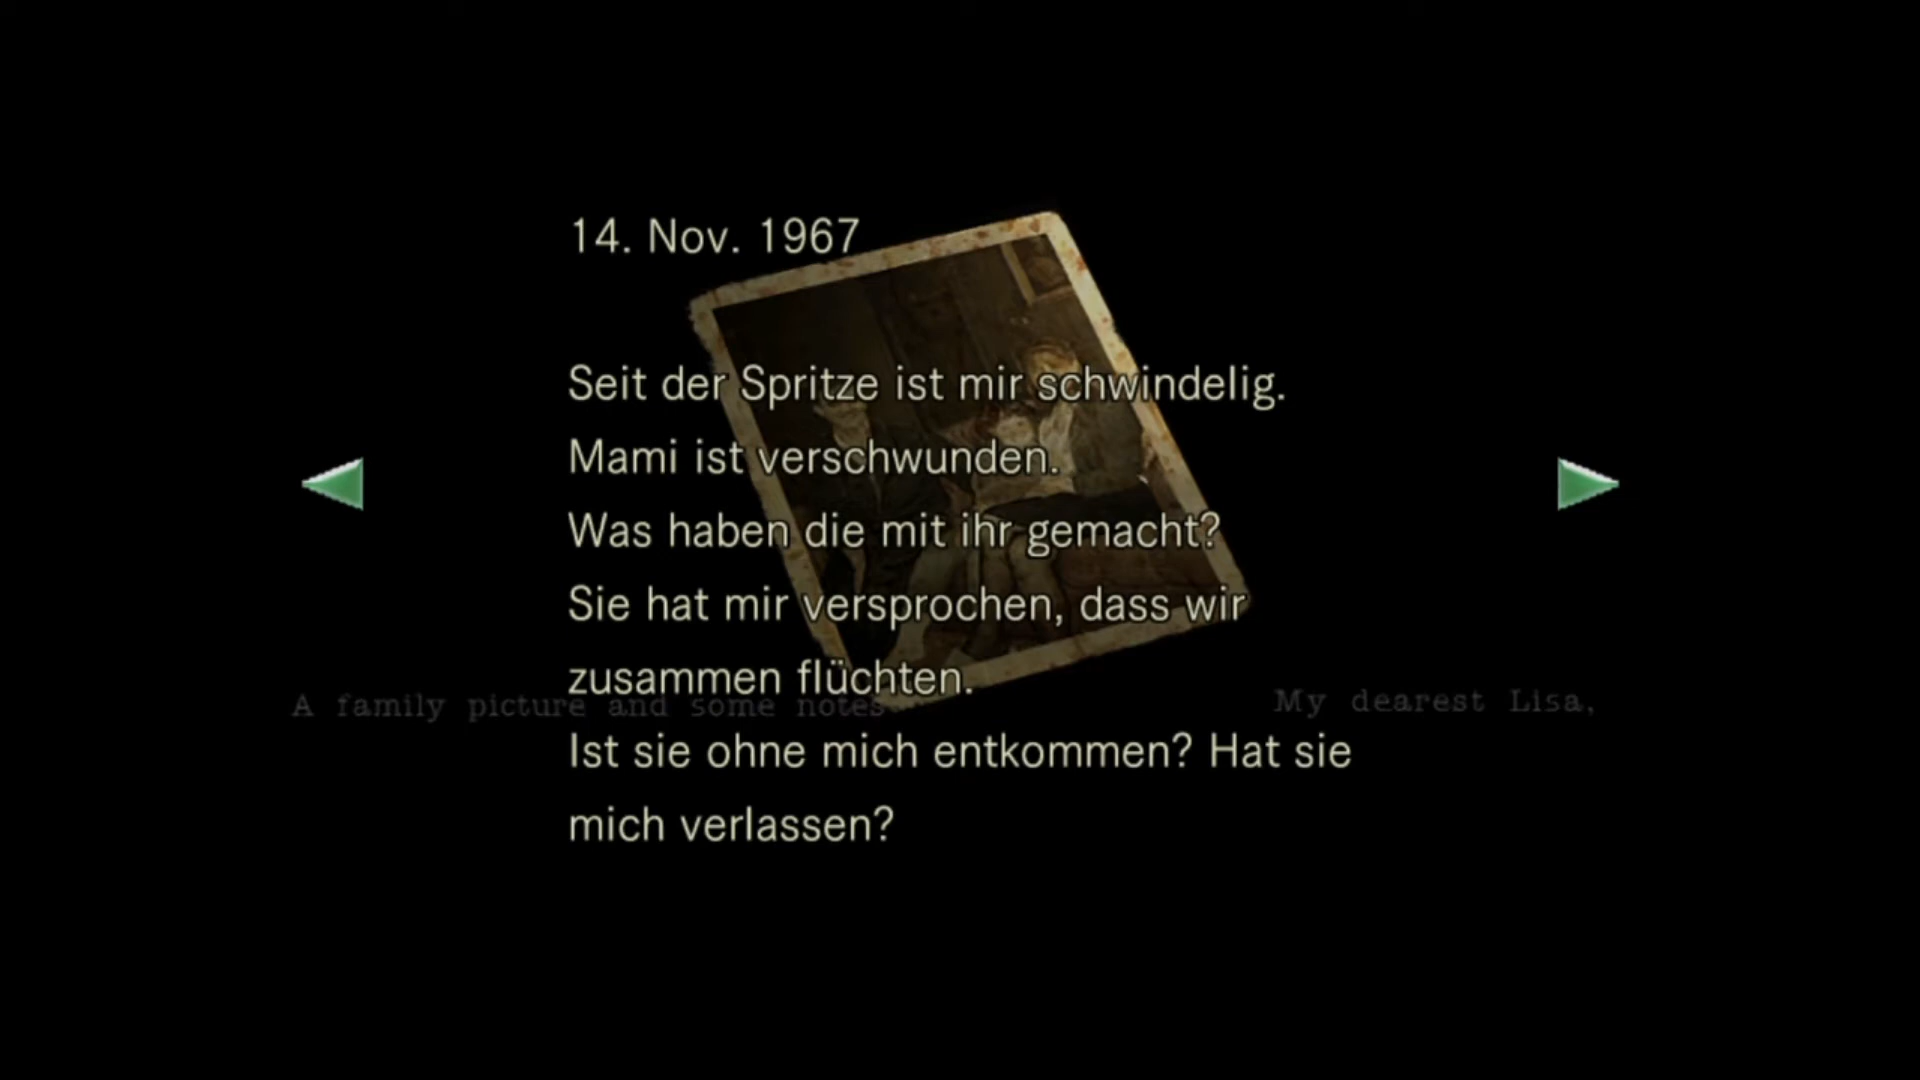 14. Nov. 1967
Seit der Spritze ist mir schwindelig.
Mami ist verschwunden.
Was haben die mit ihr gemacht?
Sie hat mir versprochen, dass wir
zusammen flüchten.
A family picture and some notes
My dearest Lisa,
Ist sie ohne mich entkommen? Hat sie
mich verlassen?